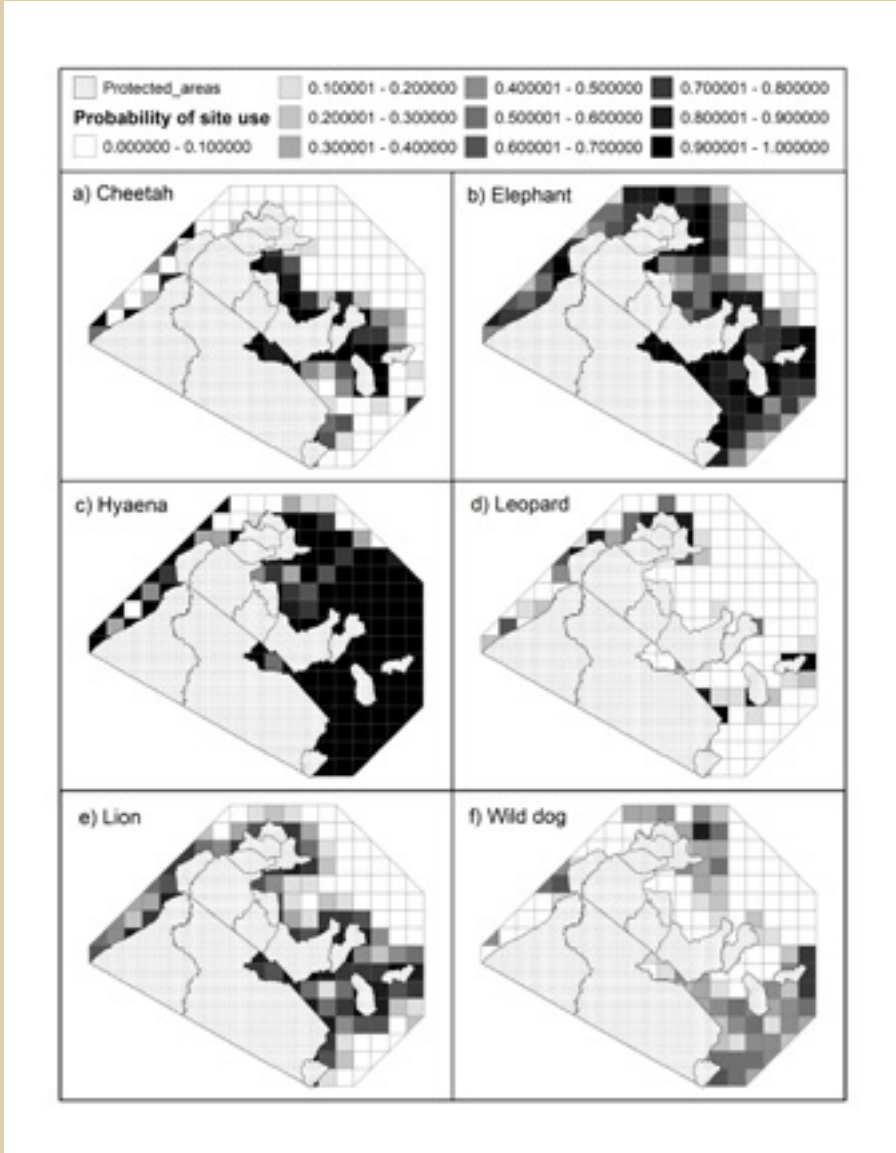 Protected_areas 0.100001 - 0.200000 0.400001 - 0.500000 0.700001 - 0.800000
Probability of site use 0.200001 - 0.300000 0.500001 - 0.600000 0.800001 - 0.900000
0.000000 - 0.100000 0.300001 - 0.400000 0.600001 - 0.700000 0.900001 - 1.000000
a) Cheetah
b) Elephant
c) Hyaena
d) Leopard
e) Lion
f) Wild dog